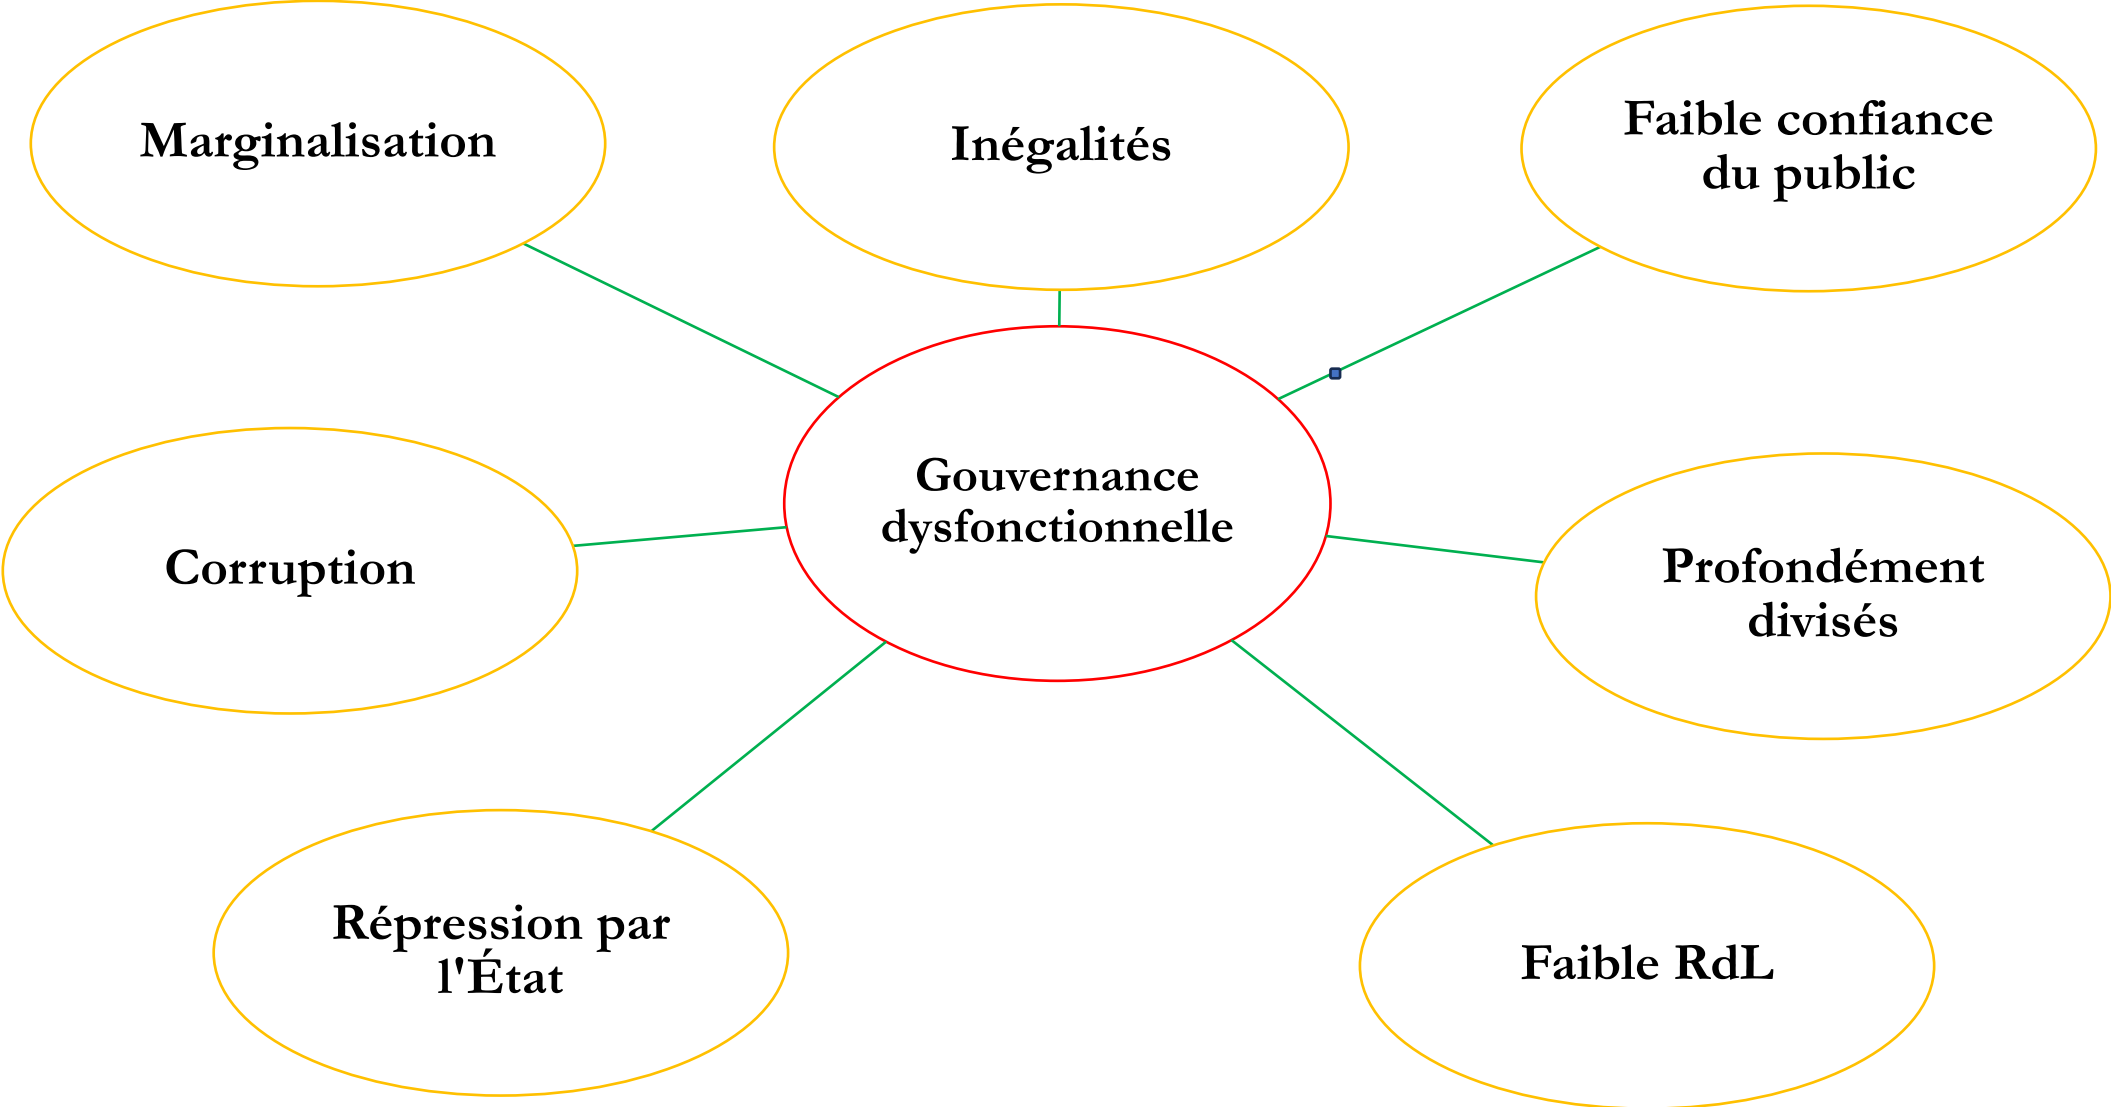 Marginalisation
Inégalités
Faible confiance
du public
Gouvernance
dysfonctionnelle
Corruption
Profondément
divisés
Répression par
l'État
Faible RdL